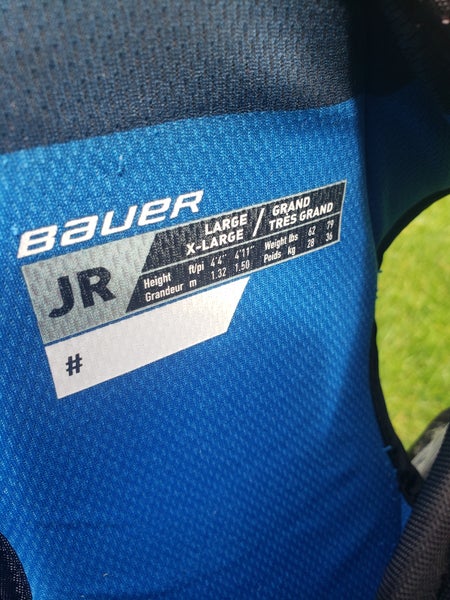 BAUER
JR
LARGE / GRAND
X-LARGE / TRÈS GRAND
Height ft/pi 4'4" 4'11" Weight lbs 62 79
Grandeur m 1.32 1.50 Poids kg 28 36
#